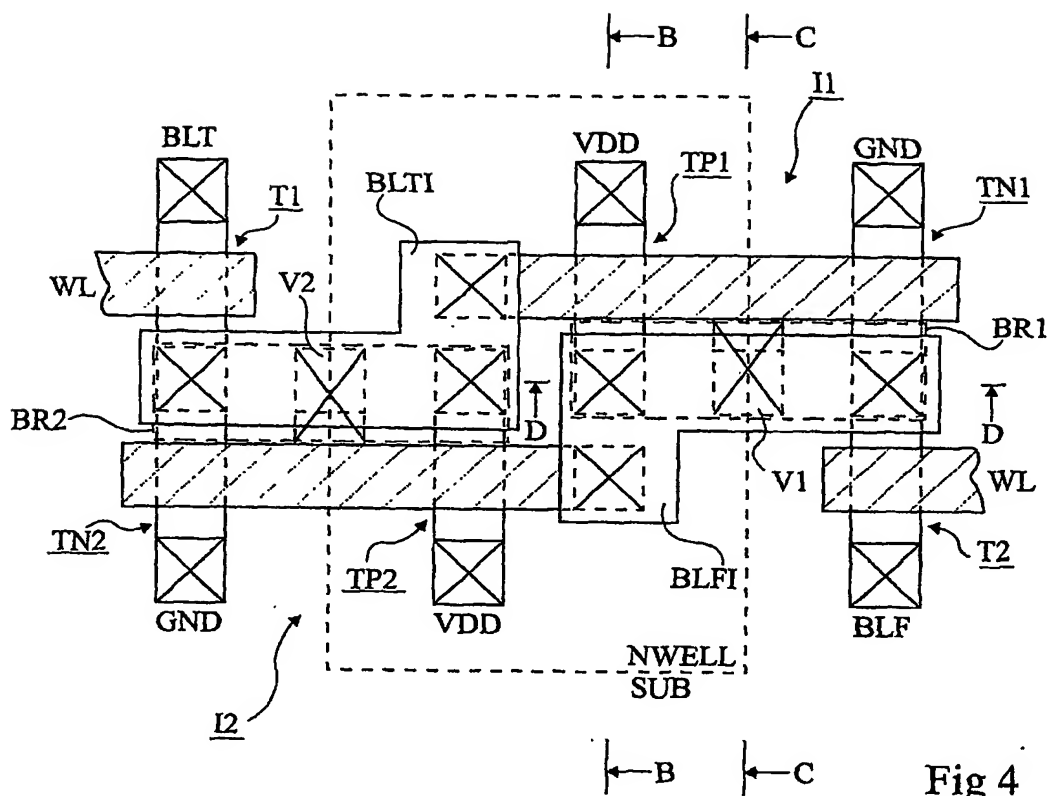 B C
I1
BLT VDD GND
TP1
BLTI TN1
T1
WL V2
BR1
BR2 D D
V1 WL
TN2 TP2 BLFI T2
GND VDD BLF
NWELL
SUB
I2
B C
Fig 4